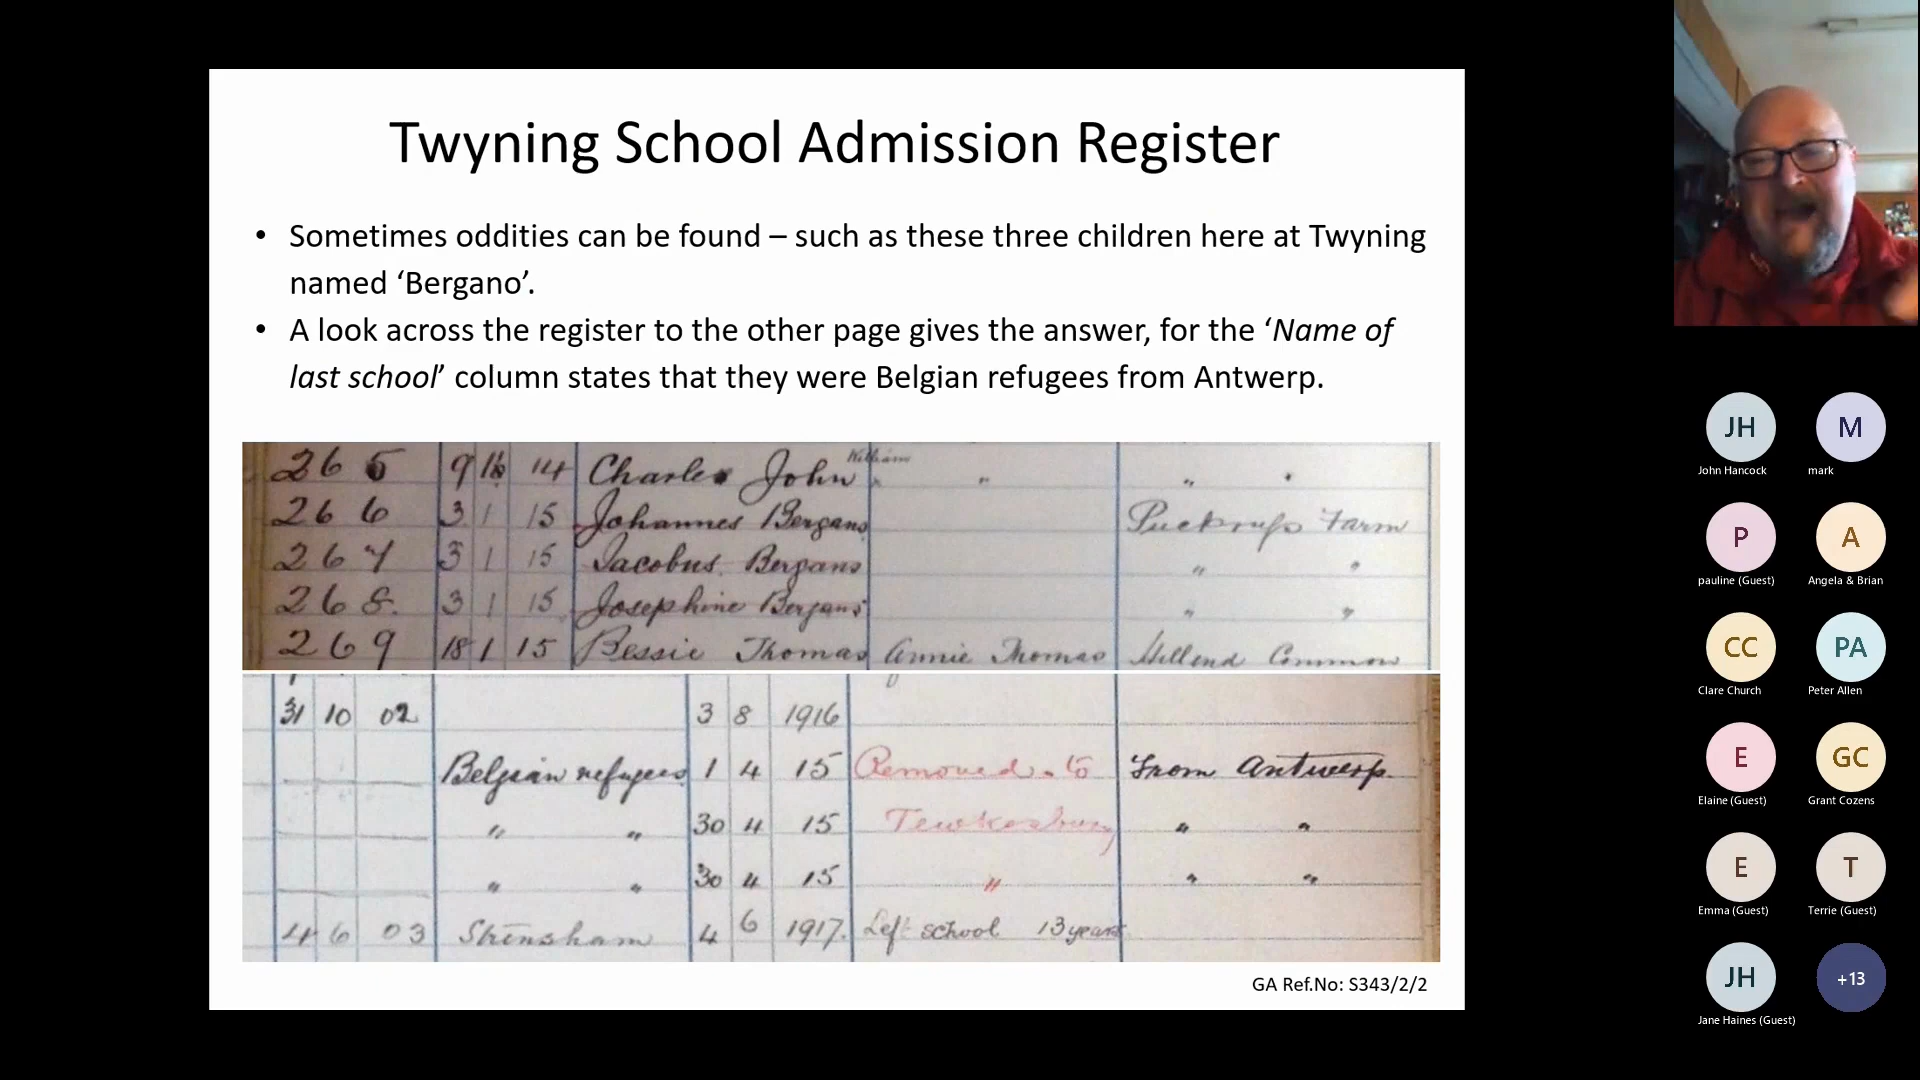 Twyning School Admission Register
• Sometimes oddities can be found – such as these three children here at Twyning
named ‘Bergano’.
• A look across the register to the other page gives the answer, for the ‘Name of
last school’ column states that they were Belgian refugees from Antwerp.
265 9 14 Charles John William " " "
266 3 1 15 Johannes Bergans Puckrups Farm
267 3 1 15 Jacobus Bergans " "
268. 3 1 15 Josephine Bergans " "
269 18 1 15 Bessie Thomas Annie Thomas Hillend Common
31 10 02 3 8 1916
Belgian refugees 1 4 15 Removed to From Antwerp.
" " 30 4 15 Tewkesbury " "
" " 30 4 15 " " "
4 6 03 Strensham 4 6 1917. Left school 13 years
GA Ref.No: S343/2/2
JH
John Hancock
M
mark
P
pauline (Guest)
A
Angela & Brian
CC
Clare Church
PA
Peter Allen
E
Elaine (Guest)
GC
Grant Cozens
E
Emma (Guest)
T
Terrie (Guest)
JH
Jane Haines (Guest)
+13